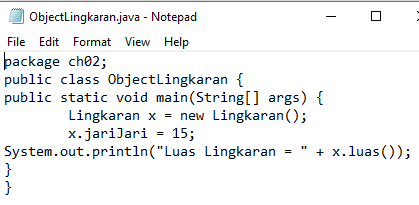 ObjectLingkaran.java - Notepad
File Edit Format View Help
package ch02;
public class ObjectLingkaran {
public static void main(String[] args) {
        Lingkaran x = new Lingkaran();
        x.jariJari = 15;
System.out.println("Luas Lingkaran = " + x.luas());
}
}